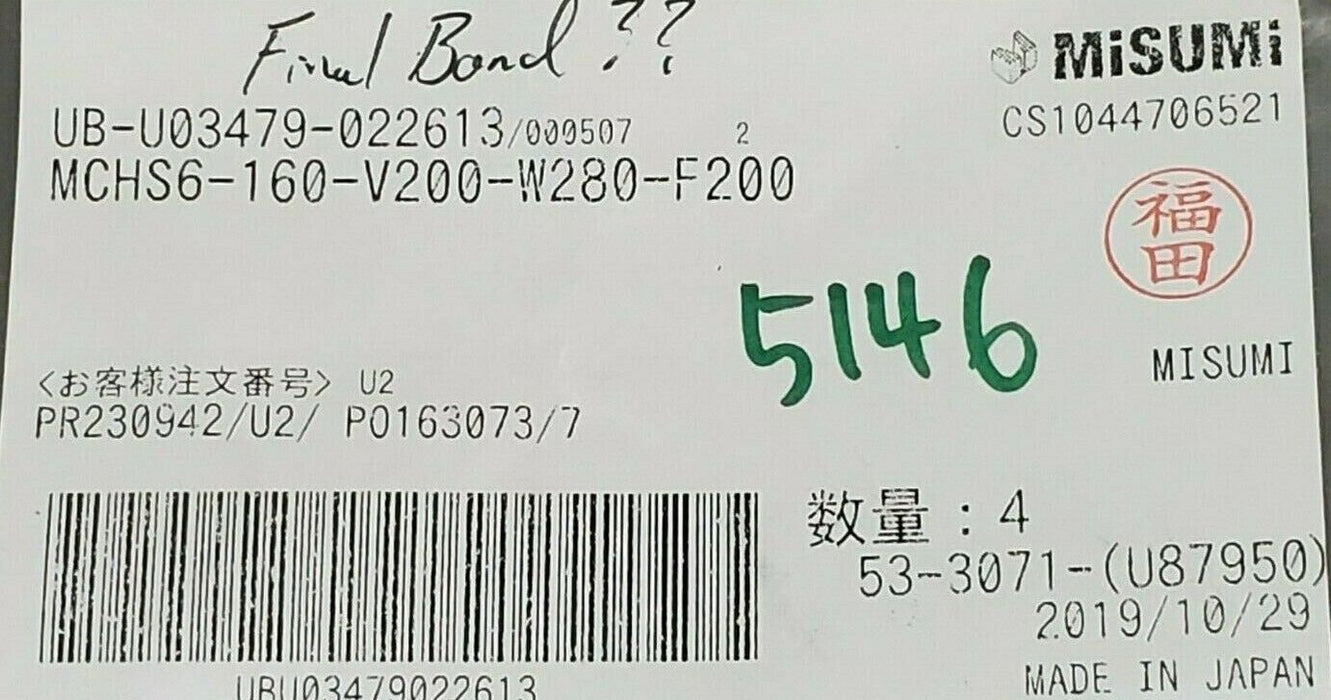 Final Bond ??
MiSUMi
CS1044706521
UB-U03479-022613/000507 2
MCHS6-160-V200-W280-F200
福田
5146
MISUMI
<お客様注文番号> U2
PR230942/U2/ PO163073/7
数量 : 4
53-3071-(U87950)
2019/10/29
MADE IN JAPAN
UBU03479022613